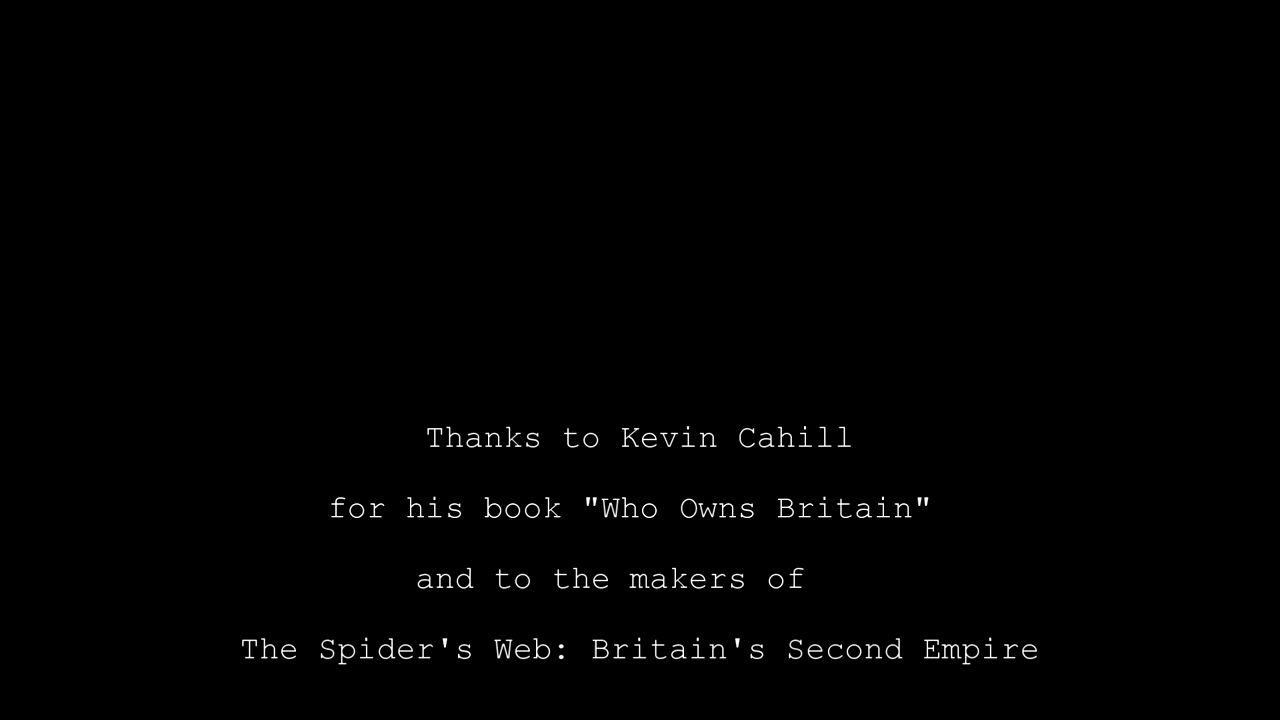 Thanks to Kevin Cahill
for his book "Who Owns Britain"
and to the makers of
The Spider's Web: Britain's Second Empire